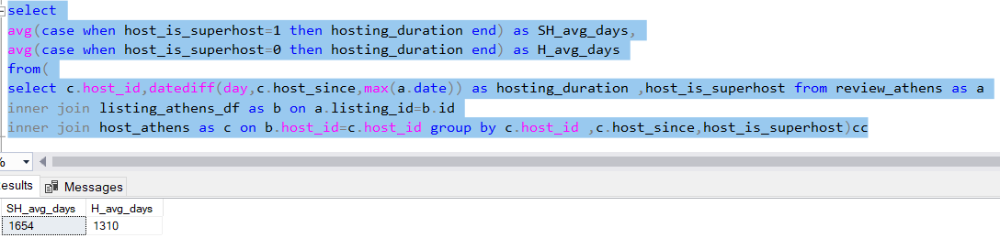 select
avg(case when host_is_superhost=1 then hosting_duration end) as SH_avg_days,
avg(case when host_is_superhost=0 then hosting_duration end) as H_avg_days
from(
select c.host_id,datediff(day,c.host_since,max(a.date)) as hosting_duration ,host_is_superhost from review_athens as a
inner join listing_athens_df as b on a.listing_id=b.id
inner join host_athens as c on b.host_id=c.host_id group by c.host_id ,c.host_since,host_is_superhost)cc
%
esults Messages
SH_avg_days H_avg_days
1654 1310